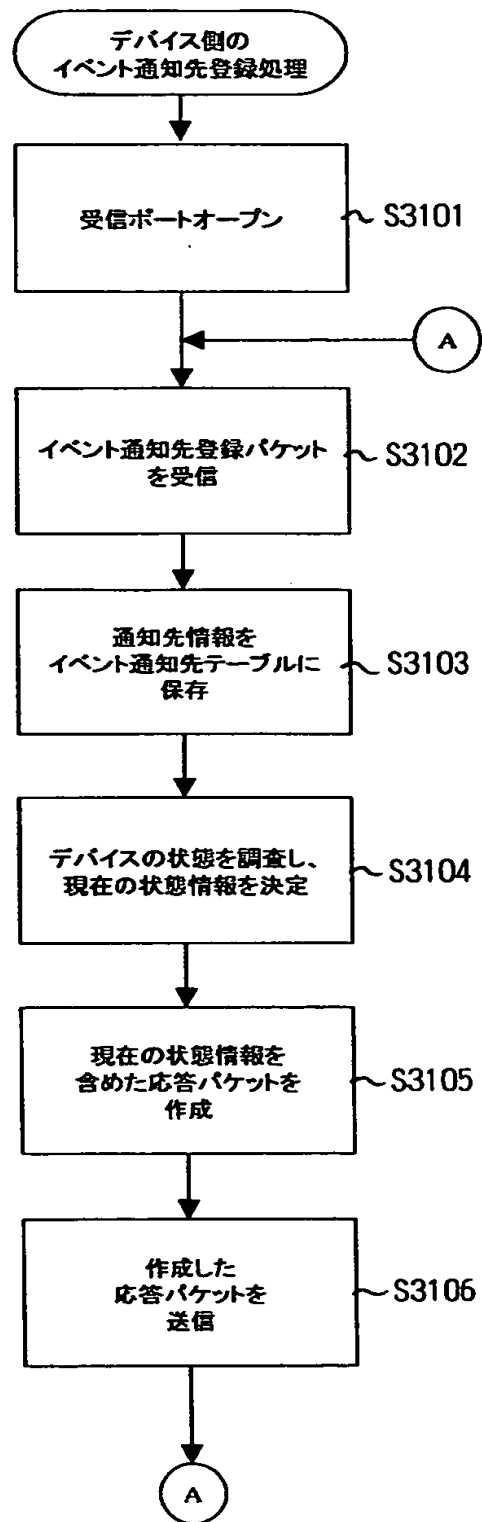 デバイス側の
イベント通知先登録処理
受信ポートオープン
S3101
A
イベント通知先登録パケット
を受信
S3102
通知先情報を
イベント通知先テーブルに
保存
S3103
デバイスの状態を調査し、
現在の状態情報を決定
S3104
現在の状態情報を
含めた応答パケットを
作成
S3105
作成した
応答パケットを
送信
S3106
A